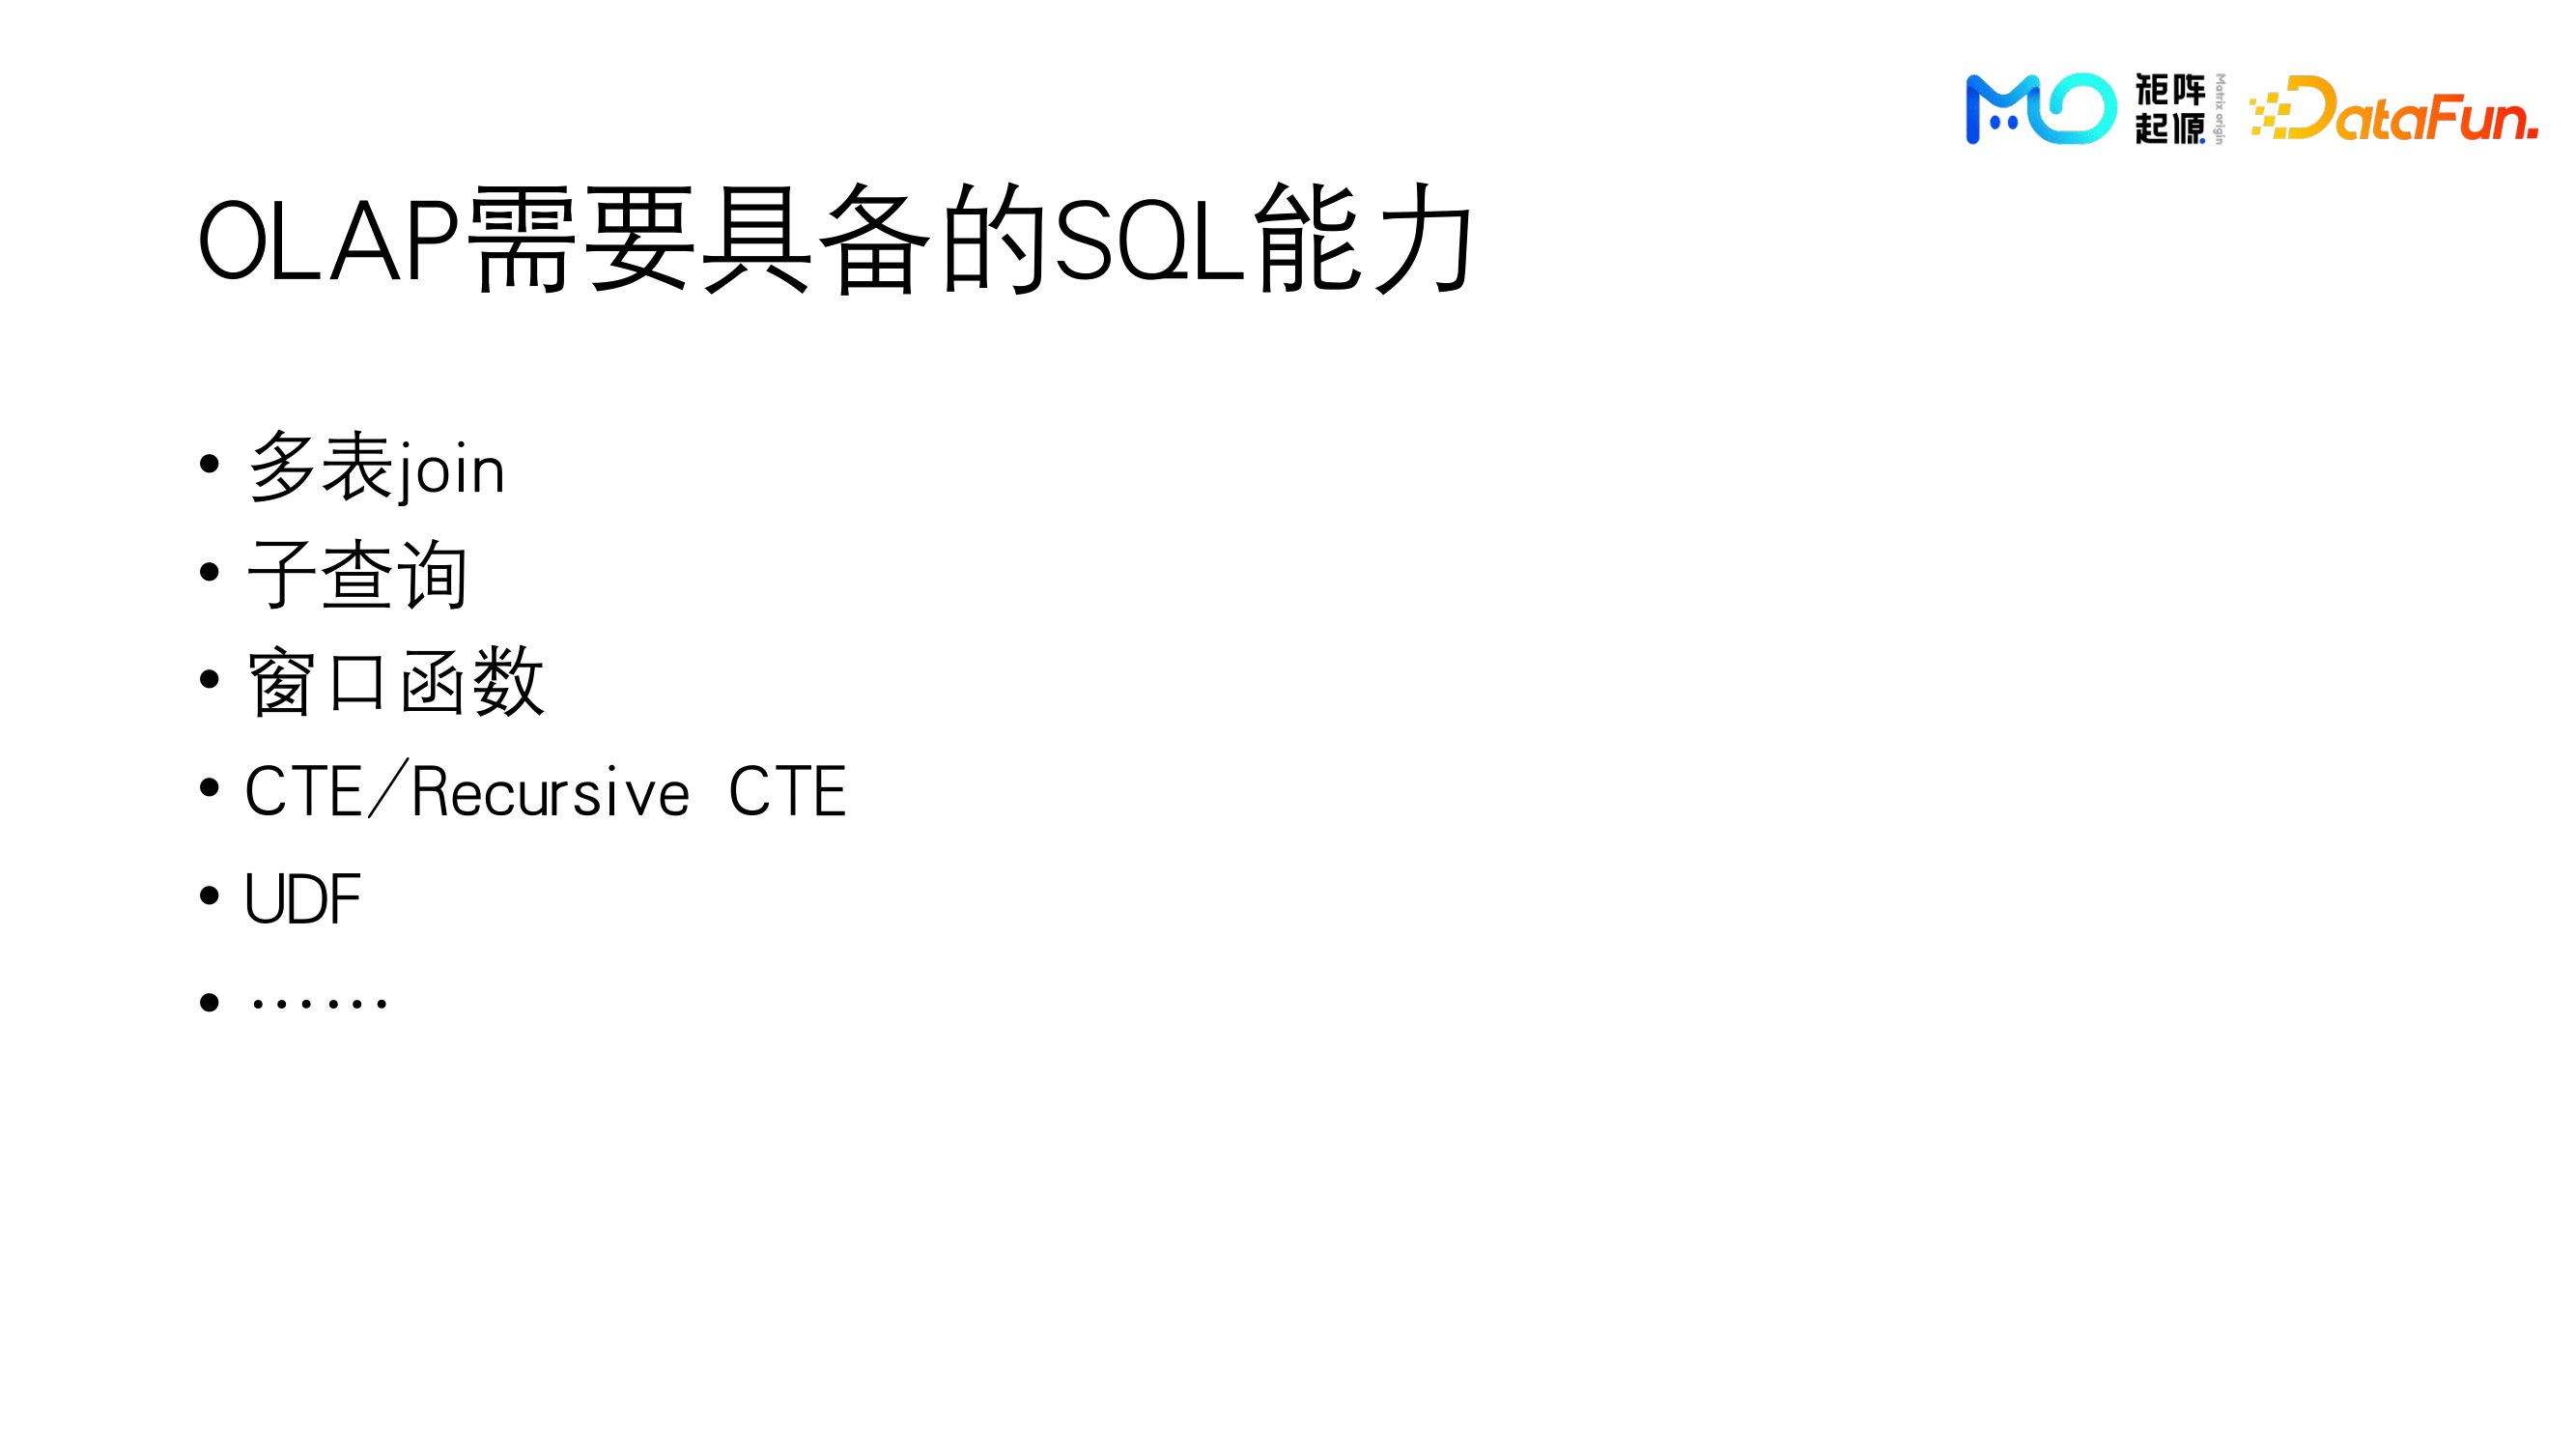 矩阵
起源
Matrix origin
DataFun.
OLAP需要具备的SQL能力
• 多表join
• 子查询
• 窗口函数
• CTE/Recursive CTE
• UDF
• ……